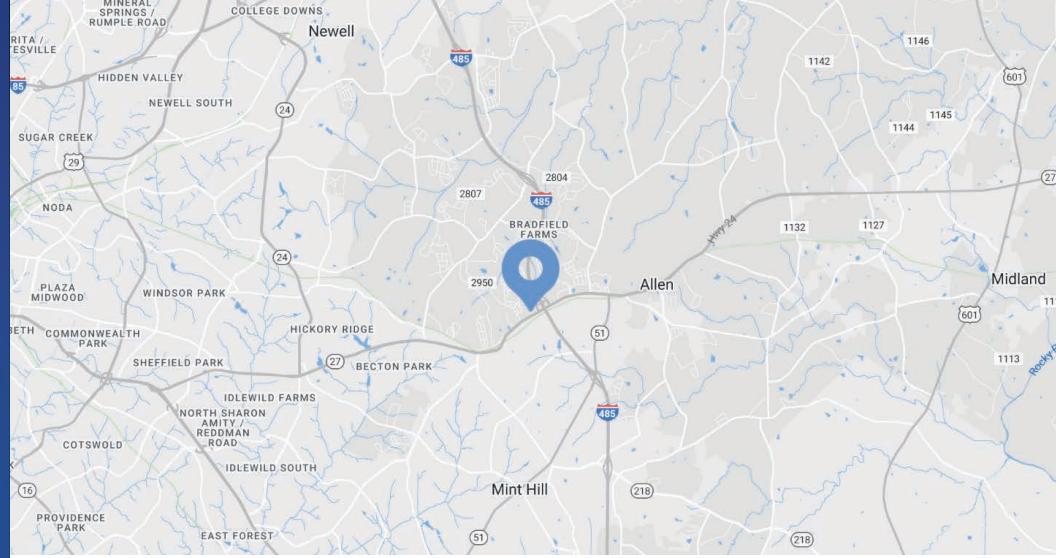 MINERAL
SPRINGS /
RUMPLE ROAD
COLLEGE DOWNS
Newell
RITA /
TESVILLE
485
1146
1142
601
85
HIDDEN VALLEY
NEWELL SOUTH
24
1145
1144
SUGAR CREEK
29
2804
2807
27
485
NODA
BRADFIELD
FARMS
Hwy 24
1132
1127
24
2950
Allen
Midland
PLAZA
MIDWOOD
WINDSOR PARK
11
601
BETH
COMMONWEALTH
PARK
HICKORY RIDGE
51
SHEFFIELD PARK
27
BECTON PARK
1113
Rocky
IDLEWILD FARMS
485
NORTH SHARON
AMITY /
REDDMAN
ROAD
COTSWOLD
IDLEWILD SOUTH
16
Mint Hill
218
PROVIDENCE
PARK
EAST FOREST
51
218